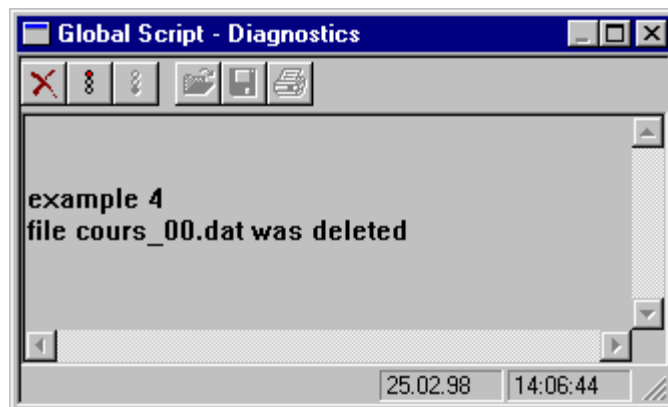 Global Script - Diagnostics
example 4
file cours_00.dat was deleted
25.02.98 14:06:44